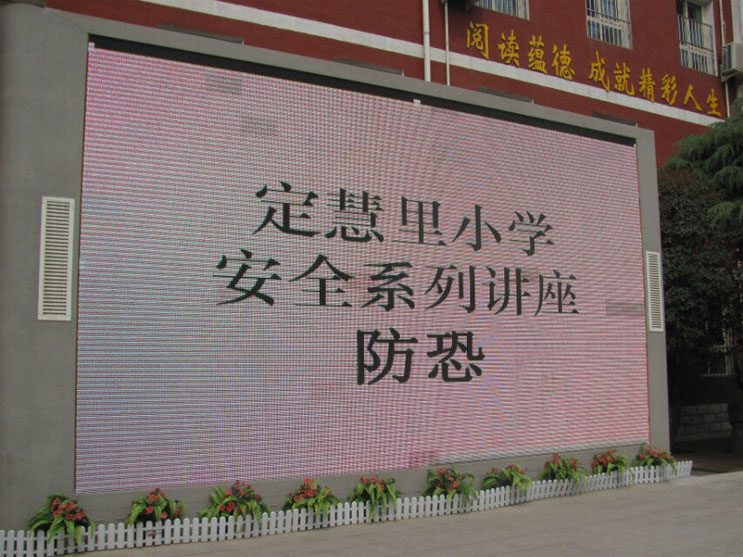 阅读蕴德 成就精彩人生
定慧里小学
安全系列讲座
防恐